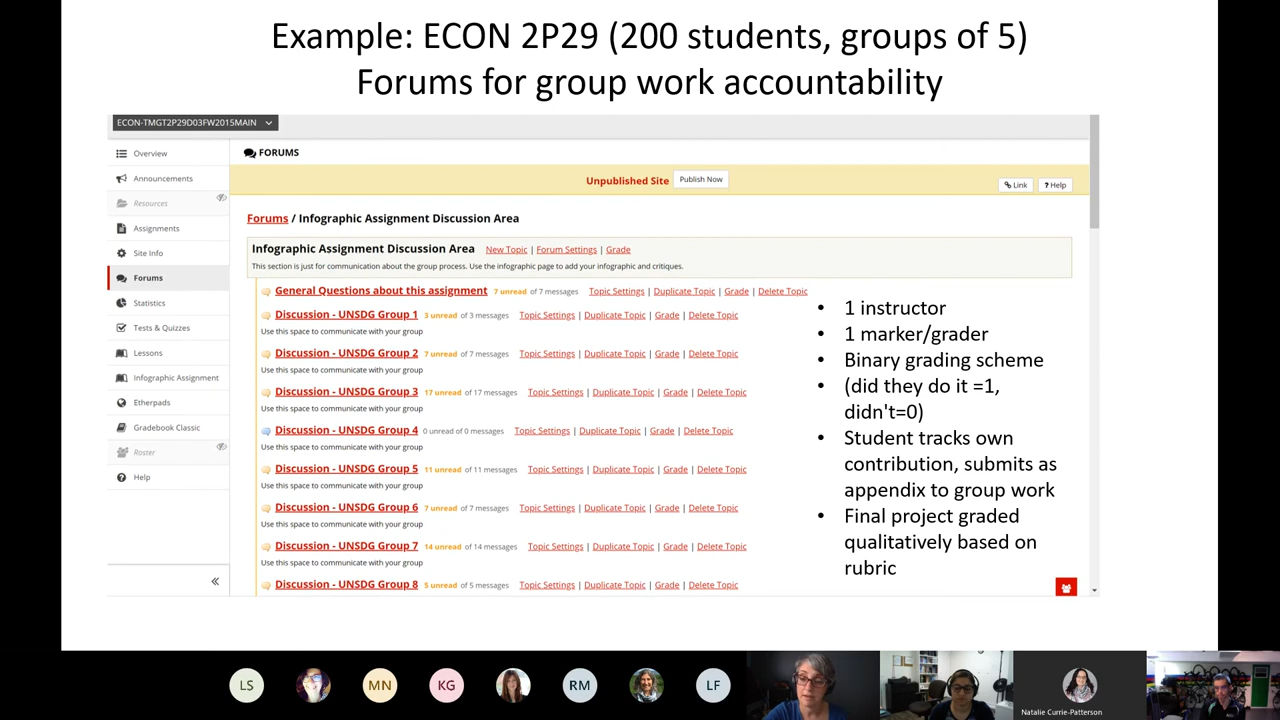 Example: ECON 2P29 (200 students, groups of 5)
Forums for group work accountability
ECON-TMGT2P29D03FW2015MAIN
Overview
Announcements
Resources
Assignments
Site Info
Forums
Statistics
Tests & Quizzes
Lessons
Infographic Assignment
Etherpads
Gradebook Classic
Roster
Help
FORUMS
Unpublished Site Publish Now
Link ? Help
Forums / Infographic Assignment Discussion Area
Infographic Assignment Discussion Area New Topic | Forum Settings | Grade
This section is just for communication about the group process. Use the infographic page to add your infographic and critiques.
General Questions about this assignment 7 unread of 7 messages Topic Settings | Duplicate Topic | Grade | Delete Topic
Discussion - UNSDG Group 1 3 unread of 3 messages Topic Settings | Duplicate Topic | Grade | Delete Topic
Use this space to communicate with your group
Discussion - UNSDG Group 2 7 unread of 7 messages Topic Settings | Duplicate Topic | Grade | Delete Topic
Use this space to communicate with your group
Discussion - UNSDG Group 3 17 unread of 17 messages Topic Settings | Duplicate Topic | Grade | Delete Topic
Use this space to communicate with your group
Discussion - UNSDG Group 4 0 unread of 0 messages Topic Settings | Duplicate Topic | Grade | Delete Topic
Use this space to communicate with your group
Discussion - UNSDG Group 5 11 unread of 11 messages Topic Settings | Duplicate Topic | Grade | Delete Topic
Use this space to communicate with your group
Discussion - UNSDG Group 6 7 unread of 7 messages Topic Settings | Duplicate Topic | Grade | Delete Topic
Use this space to communicate with your group
Discussion - UNSDG Group 7 14 unread of 14 messages Topic Settings | Duplicate Topic | Grade | Delete Topic
Use this space to communicate with your group
Discussion - UNSDG Group 8 5 unread of 5 messages Topic Settings | Duplicate Topic | Grade | Delete Topic
• 1 instructor
• 1 marker/grader
• Binary grading scheme
• (did they do it =1,
didn't=0)
• Student tracks own
contribution, submits as
appendix to group work
• Final project graded
qualitatively based on
rubric
LS
MN
KG
RM
LF
Natalie Currie-Patterson